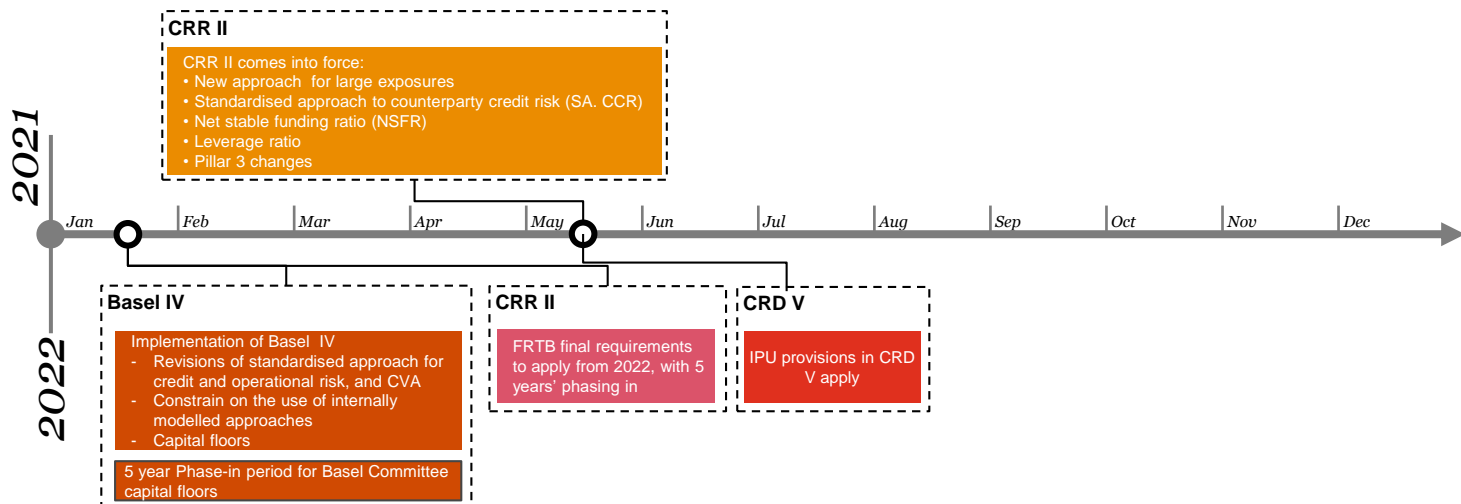 CRR II
CRR II comes into force:
• New approach for large exposures
• Standardised approach to counterparty credit risk (SA. CCR)
• Net stable funding ratio (NSFR)
• Leverage ratio
• Pillar 3 changes
2021
Jan
Feb
Mar
Apr
May
Jun
Jul
Aug
Sep
Oct
Nov
Dec
2022
Basel IV
Implementation of Basel IV
- Revisions of standardised approach for
credit and operational risk, and CVA
- Constrain on the use of internally
modelled approaches
- Capital floors
5 year Phase-in period for Basel Committee
capital floors
CRR II
FRTB final requirements
to apply from 2022, with 5
years’ phasing in
CRD V
IPU provisions in CRD
V apply